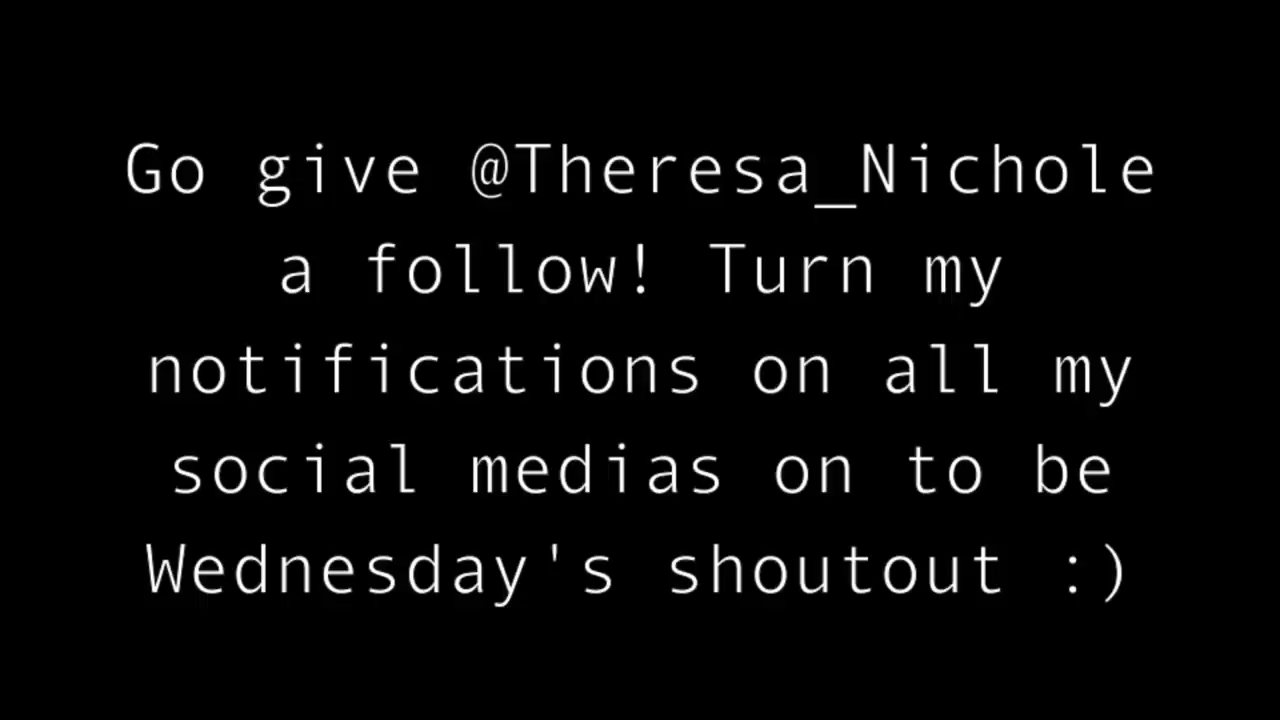 Go give @Theresa_Nichole
a follow! Turn my
notifications on all my
social medias on to be
Wednesday's shoutout :)